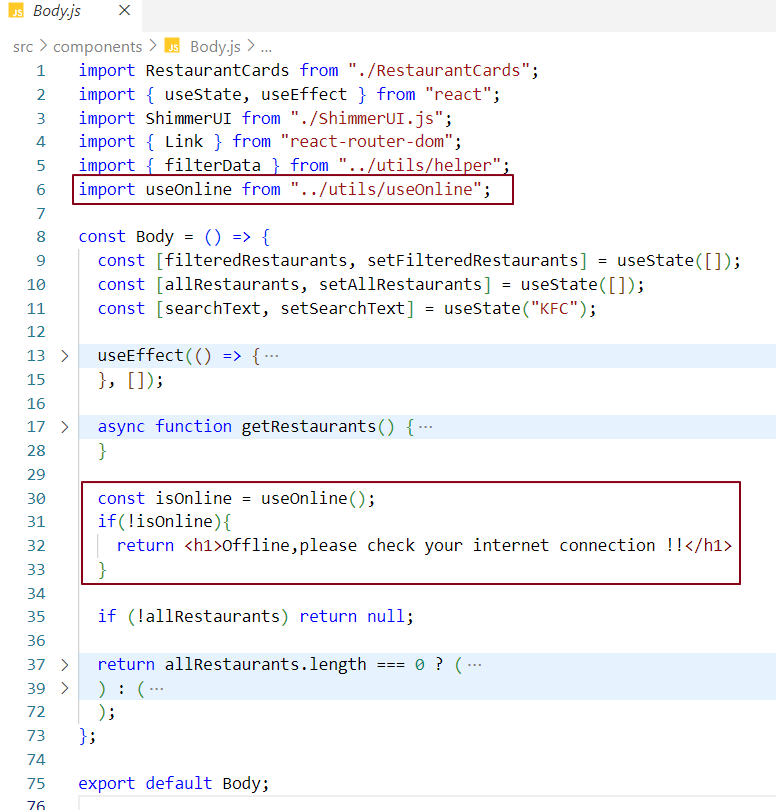 JS Body.js ×
src > components > JS Body.js > ...
1 import RestaurantCards from "./RestaurantCards";
2 import { useState, useEffect } from "react";
3 import ShimmerUI from "./ShimmerUI.js";
4 import { Link } from "react-router-dom";
5 import { filterData } from "../utils/helper";
6 import useOnline from "../utils/useOnline";
7
8 const Body = () => {
9 const [filteredRestaurants, setFilteredRestaurants] = useState([]);
10 const [allRestaurants, setAllRestaurants] = useState([]);
11 const [searchText, setSearchText] = useState("KFC");
12
13 > useEffect(() => { ···
15 }, []);
16
17 > async function getRestaurants() { ···
28 }
29
30 const isOnline = useOnline();
31 if(!isOnline){
32 return <h1>Offline,please check your internet connection !!</h1>
33 }
34
35 if (!allRestaurants) return null;
36
37 > return allRestaurants.length === 0 ? ( ···
39 > ) : ( ···
72 );
73 };
74
75 export default Body;
76